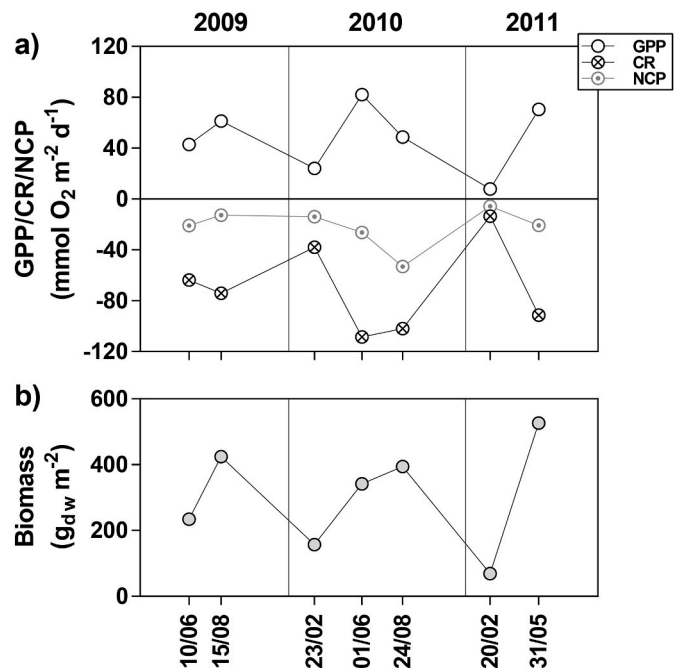 2009 2010 2011
a)
GPP
CR
NCP
GPP/CR/NCP
(mmol O2 m-2 d-1)
120
80
40
0
-40
-80
-120
b)
Biomass
(gdw m-2)
600
400
200
0
10/06
15/08
23/02
01/06
24/08
20/02
31/05